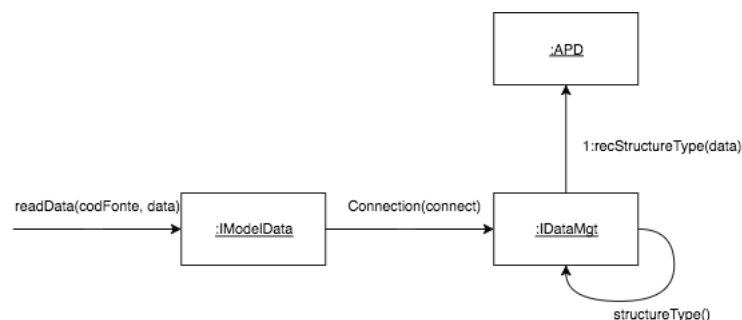 :APD
1:recStructureType(data)
readData(codFonte, data)
Connection(connect)
:IModelData
:IDataMgt
structureType()